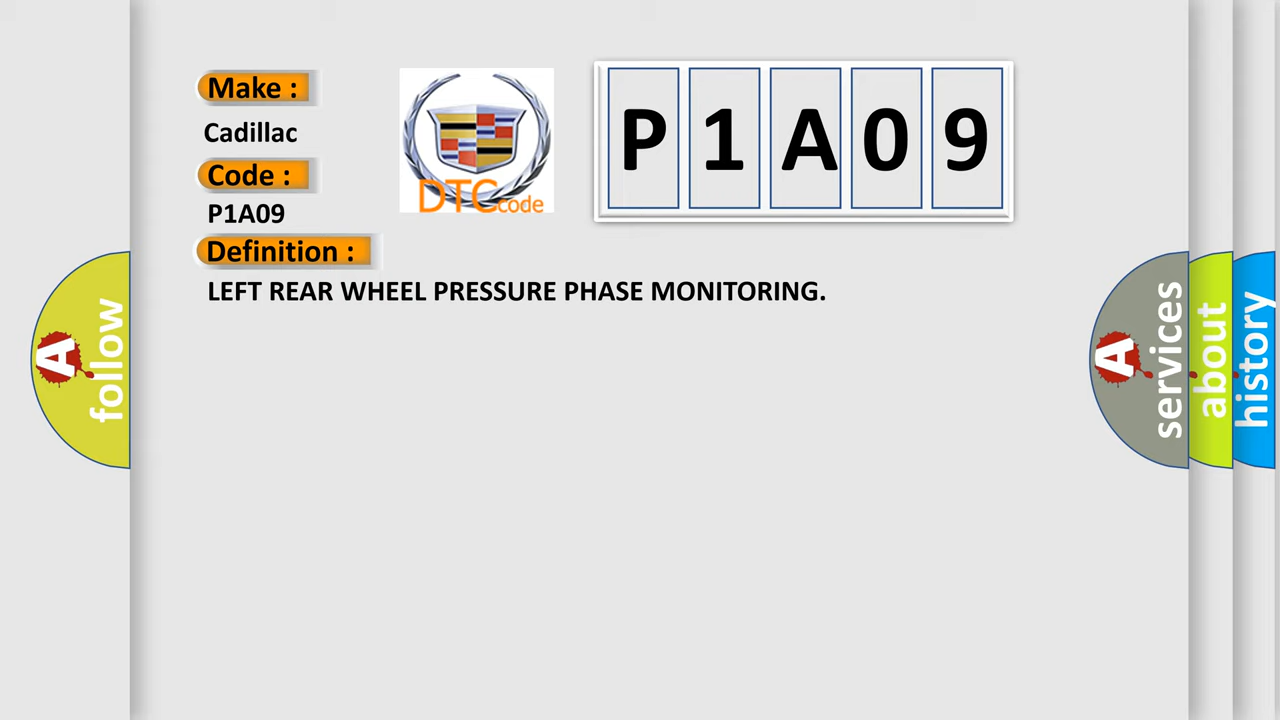 Make :
Cadillac
Code :
P1A09
Definition :
LEFT REAR WHEEL PRESSURE PHASE MONITORING.
DTCcode
P 1 A 0 9
A follow
A services
about
history